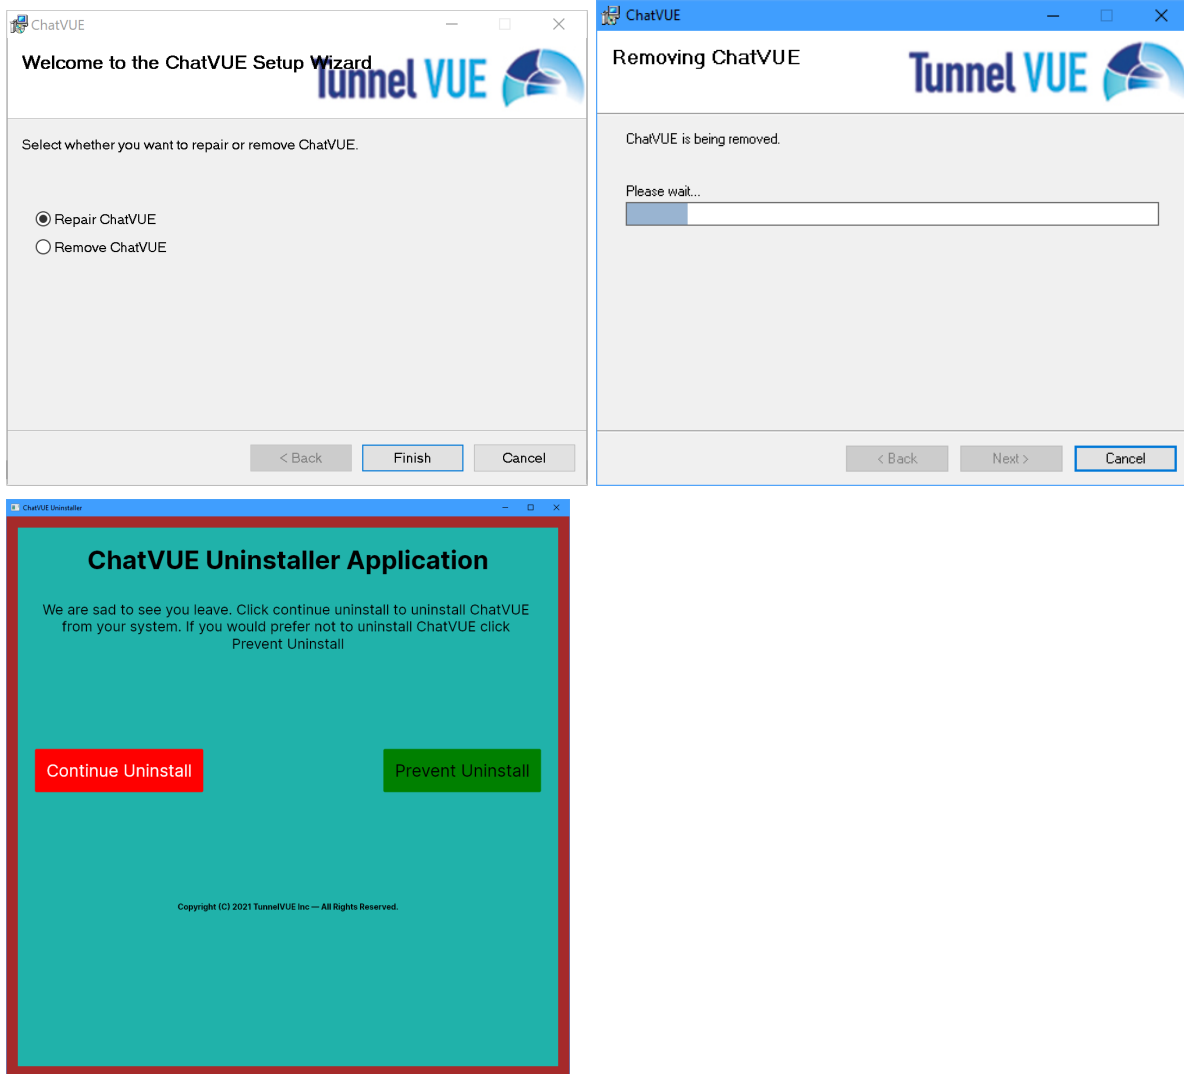 ChatVUE
Welcome to the ChatVUE Setup Wizard
Tunnel VUE
Select whether you want to repair or remove ChatVUE.
Repair ChatVUE
Remove ChatVUE
< Back
Finish
Cancel
ChatVUE
Removing ChatVUE
Tunnel VUE
ChatVUE is being removed.
Please wait...
< Back
Next >
Cancel
ChatVUE Uninstaller
ChatVUE Uninstaller Application
We are sad to see you leave. Click continue uninstall to uninstall ChatVUE
from your system. If you would prefer not to uninstall ChatVUE click
Prevent Uninstall
Continue Uninstall
Prevent Uninstall
Copyright (C) 2021 TunnelVUE Inc — All Rights Reserved.